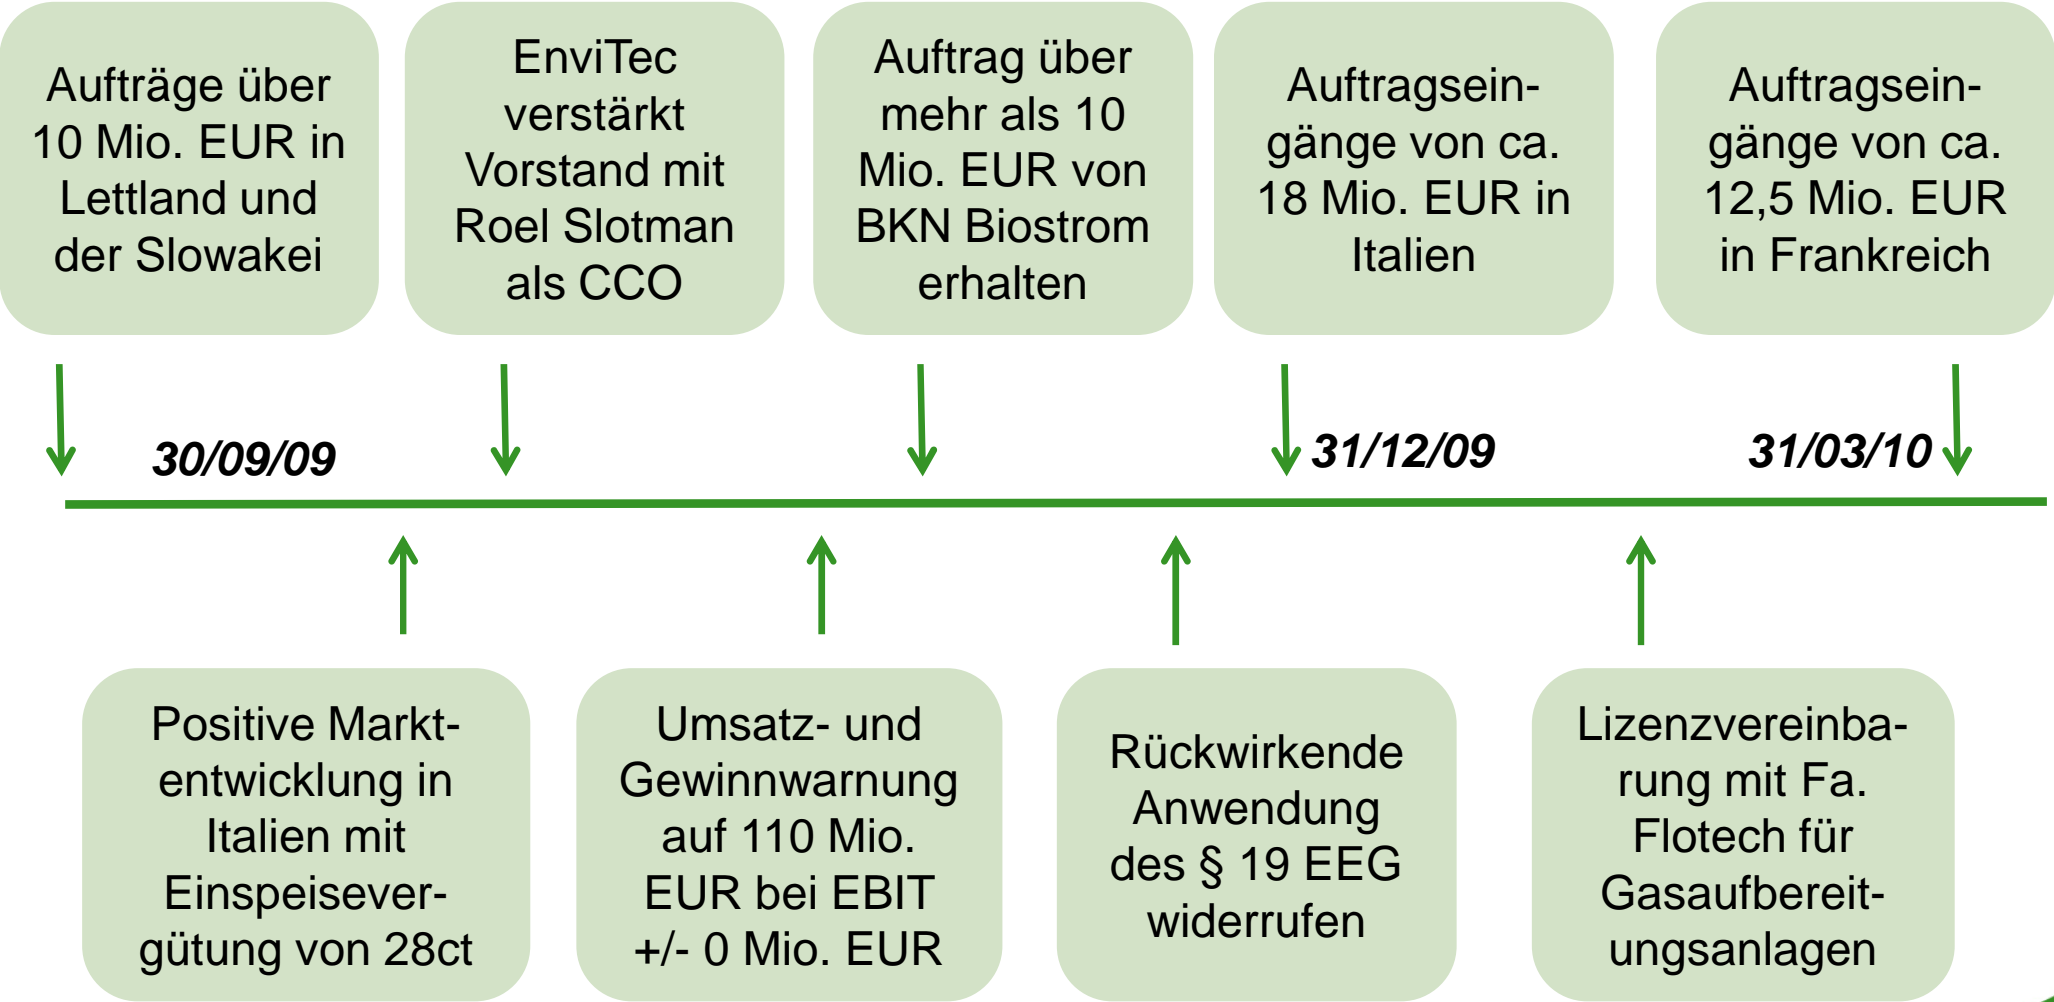 Aufträge über
10 Mio. EUR in
Lettland und
der Slowakei
EnviTec
verstärkt
Vorstand mit
Roel Slotman
als CCO
Auftrag über
mehr als 10
Mio. EUR von
BKN Biostrom
erhalten
Auftragsein-
gänge von ca.
18 Mio. EUR in
Italien
Auftragsein-
gänge von ca.
12,5 Mio. EUR
in Frankreich
30/09/09
31/12/09
31/03/10
Positive Markt-
entwicklung in
Italien mit
Einspeisever-
gütung von 28ct
Umsatz- und
Gewinnwarnung
auf 110 Mio.
EUR bei EBIT
+/- 0 Mio. EUR
Rückwirkende
Anwendung
des § 19 EEG
widerrufen
Lizenzvereinba-
rung mit Fa.
Flotech für
Gasaufbereit-
ungsanlagen